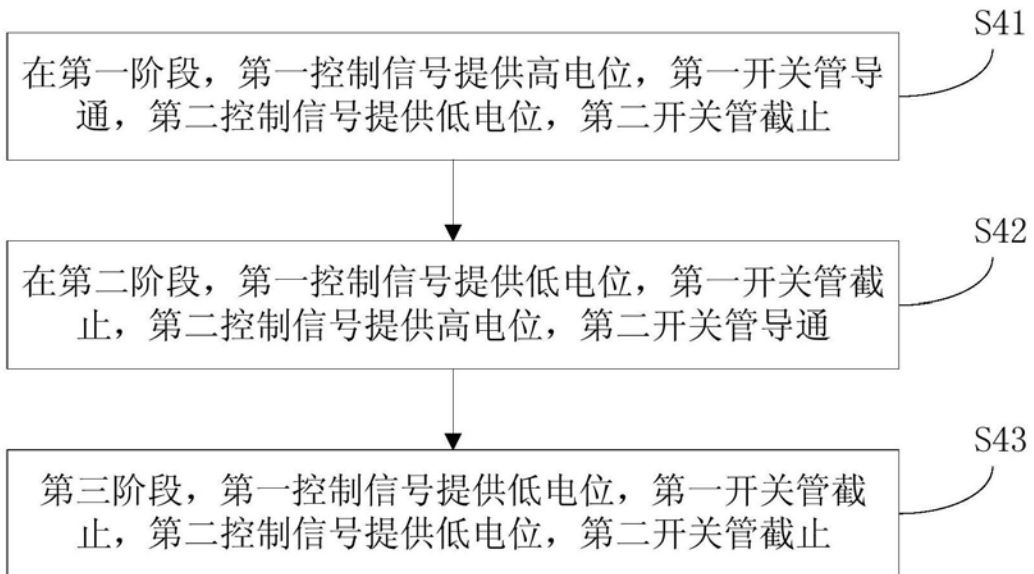 S41
在第一阶段，第一控制信号提供高电位，第一开关管导
通，第二控制信号提供低电位，第二开关管截止
S42
在第二阶段，第一控制信号提供低电位，第一开关管截
止，第二控制信号提供高电位，第二开关管导通
S43
第三阶段，第一控制信号提供低电位，第一开关管截
止，第二控制信号提供低电位，第二开关管截止